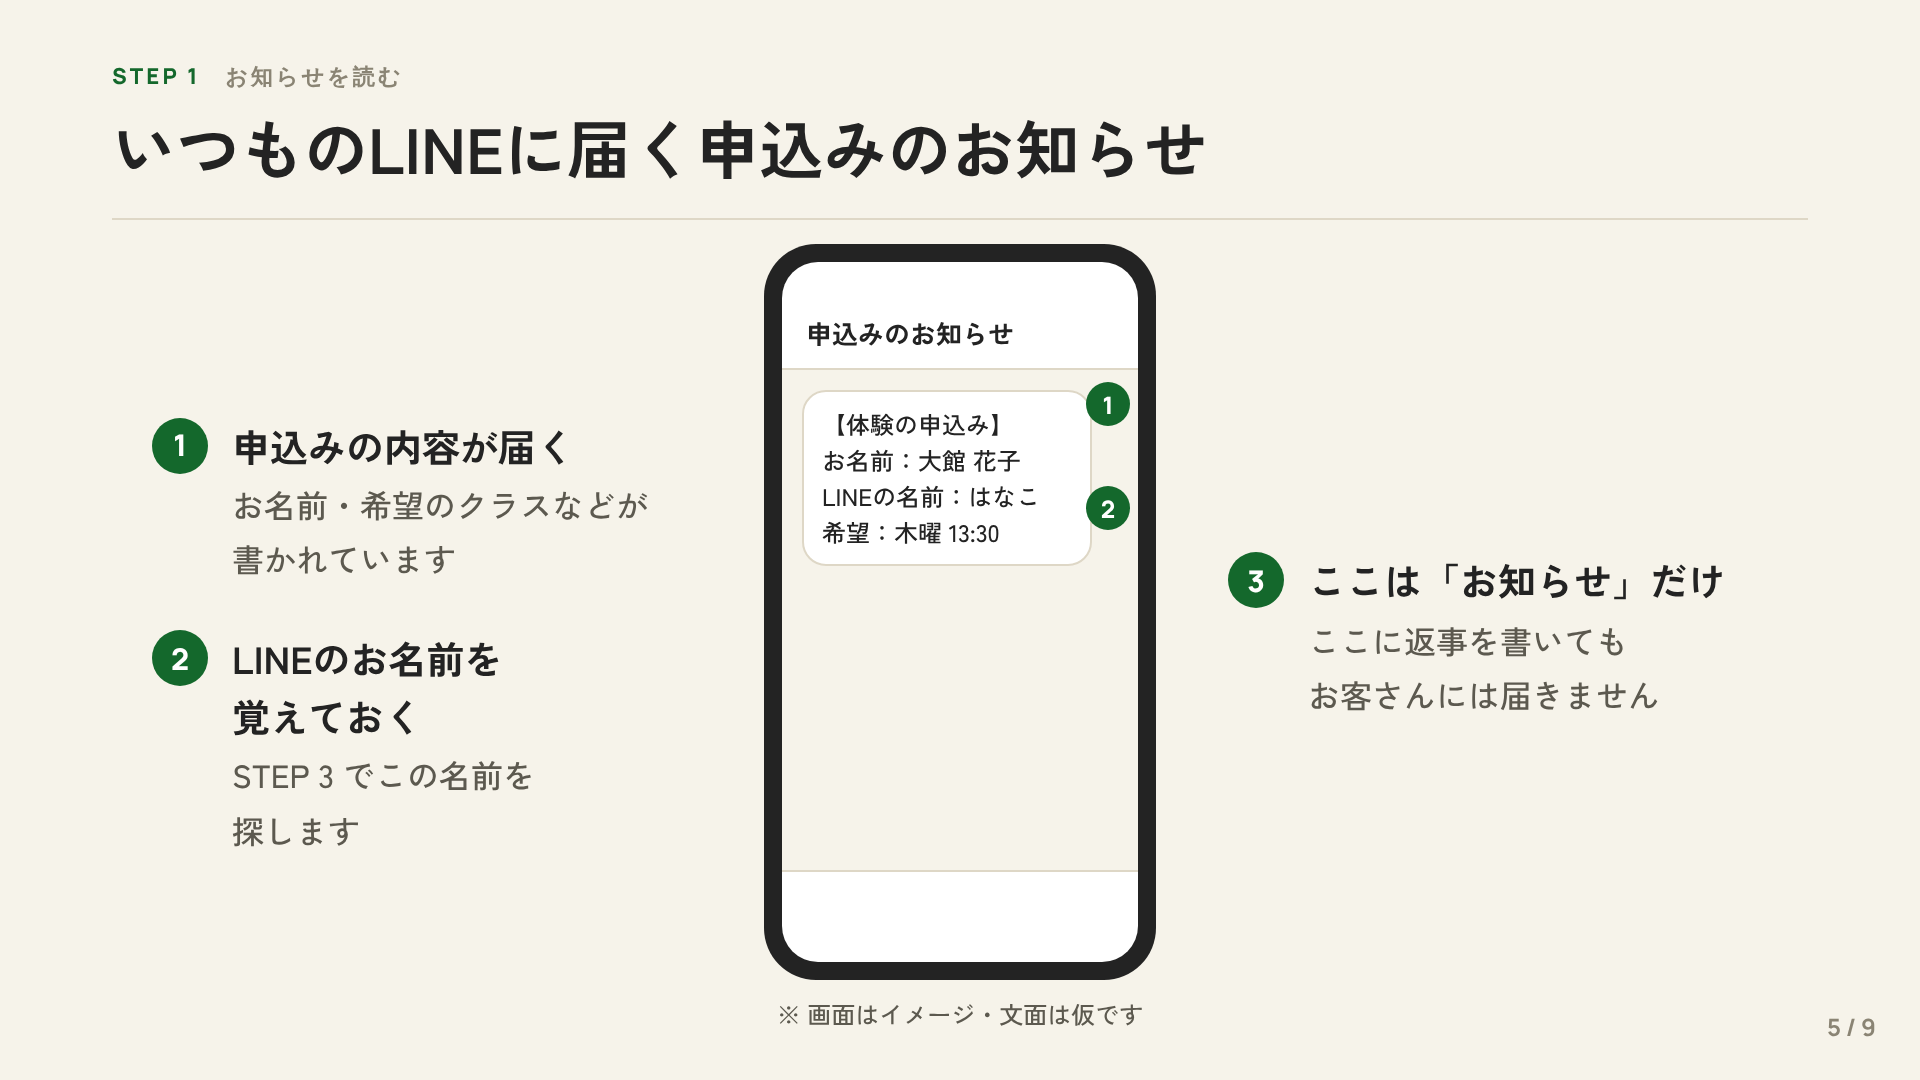 STEP 1 お知らせを読む
いつものLINEに届く申込みのお知らせ
1 申込みの内容が届く
お名前・希望のクラスなどが
書かれています
2 LINEのお名前を
覚えておく
STEP 3 でこの名前を
探します
申込みのお知らせ
【体験の申込み】
1
お名前：大館 花子
LINEの名前：はなこ
2
希望：木曜 13:30
3 ここは「お知らせ」だけ
ここに返事を書いても
お客さんには届きません
※ 画面はイメージ・文面は仮です
5 / 9